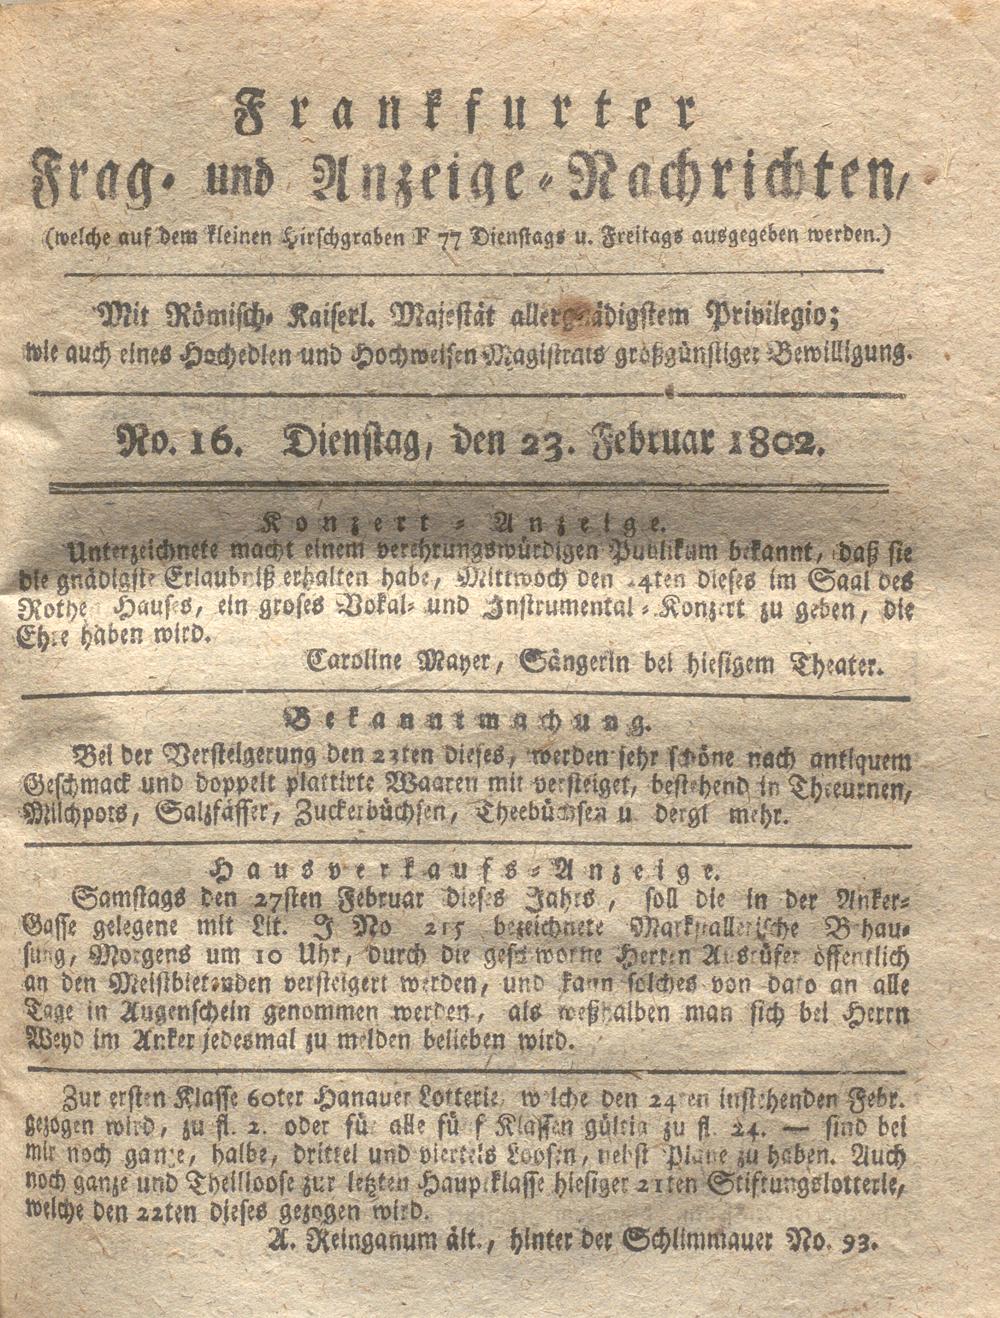 Frankfurter
Frag- und Anzeige-Nachrichten,
(welche auf dem kleinen Hirschgraben F 77 Dienstags u. Freitags ausgegeben werden.)
Mit Römisch- Kaiserl. Majestät allergnädigstem Privilegio;
wie auch eines Hochedlen und Hochweisen Magistrats großgünstiger Bewilligung.
No. 16. Dienstag, den 23. Februar 1802.
Konzert-Anzeige.
Unterzeichnete macht einem verehrungswürdigen Publikum bekannt, daß sie
die gnädigste Erlaubniß erhalten habe, Mittwoch den 24ten dieses im Saal des
Rothen Hauses, ein groses Vokal- und Instrumental-Konzert zu geben, die
Ehre haben wird.
Caroline Mayer, Sängerin bei hiesigem Theater.
Bekanntmachung.
Bei der Versteigerung den 23ten dieses, werden sehr schöne nach antiquem
Geschmack und doppelt plattirte Waaren mit versteiget, bestehend in Theeurnen,
Milchpots, Salzfässer, Zuckerbüchsen, Theebüchsen u. dergl mehr.
Hausverkaufs-Anzeige.
Samstags den 27sten Februar dieses Jahrs, soll die in der Anker-
Gasse gelegene mit Lit. J No 215 bezeichnete Behau-
sung, Morgens um 10 Uhr, durch die geschworne Herren Ausrüfer öffentlich
an den Meistbietenden versteigert werden, und kann solches von dato an alle
Tage in Augenschein genommen werden, als weßhalben man sich bei Herrn
Weyd im Anker jedesmal zu melden belieben wird.
Zur ersten Klasse 60ter Hanauer Lotterie, welche den 24ten instehenden Febr.
gezogen wird, zu fl. 2. oder für alle fünf Klassen gültig zu fl. 24. — sind bei
mir noch ganze, halbe, drittel und viertels Loosen, nebst Plane zu haben. Auch
noch ganze und Theilloose zur letzten Hauptklasse hiesiger 21ten Stiftungslotterie,
welche den 22ten dieses gezogen wird.
A. Reinganum ält., hinter der Schlimmauer No. 93.